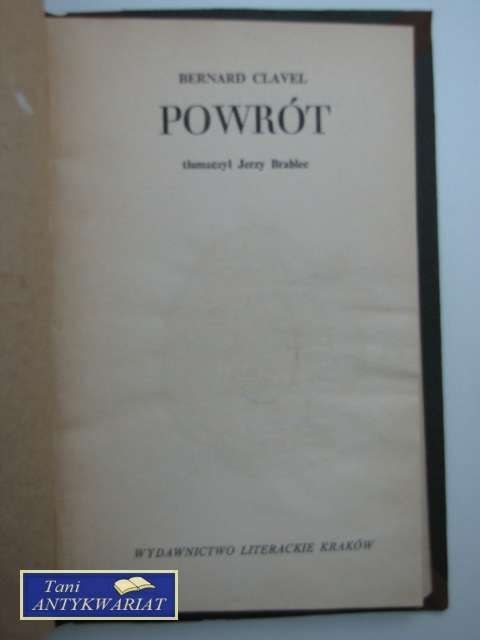 BERNARD CLAVEL
POWRÓT
tłumaczył Jerzy Brablec
WYDAWNICTWO LITERACKIE KRAKÓW
Tani
ANTYKWARIAT